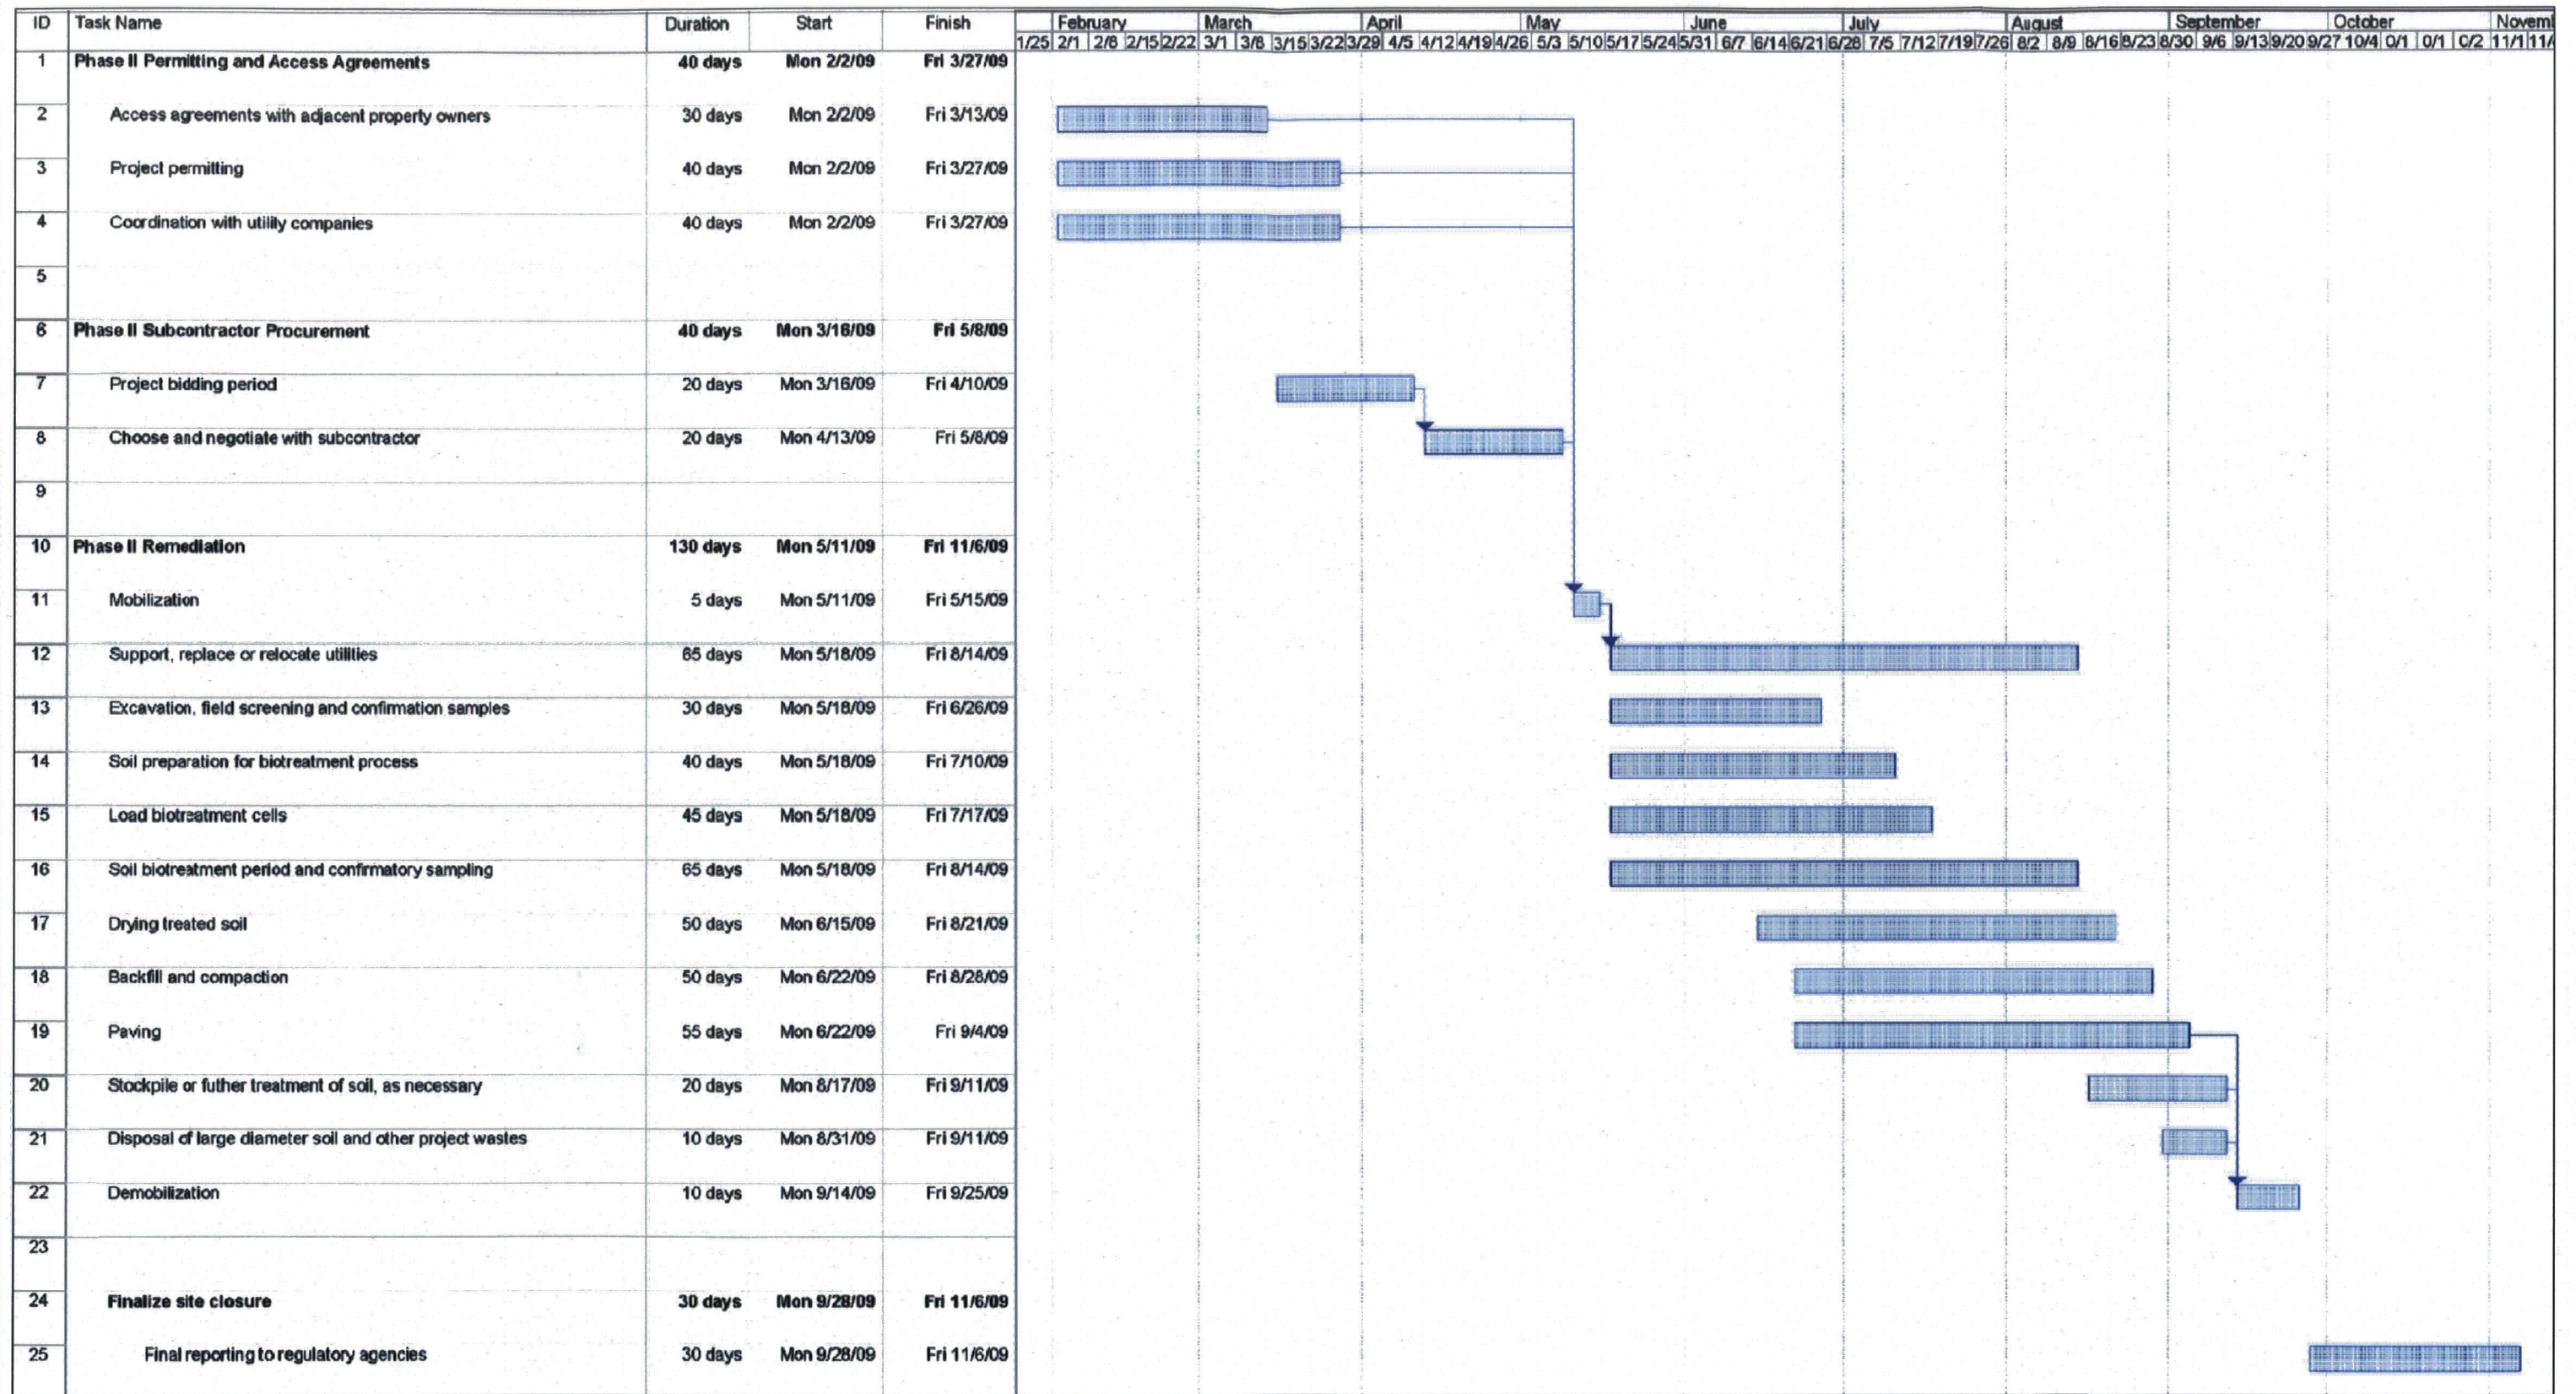 ID Task Name Duration Start Finish February March April May June July August September October Novem
1/25 2/1 2/8 2/15 2/22 3/1 3/8 3/15 3/22 3/29 4/5 4/12 4/19 4/26 5/3 5/10 5/17 5/24 5/31 6/7 6/14 6/21 6/28 7/5 7/12 7/19 7/26 8/2 8/9 8/16 8/23 8/30 9/6 9/13 9/20 9/27 10/4 0/1 0/1 0/2 11/1 11/
1 Phase II Permitting and Access Agreements 40 days Mon 2/2/09 Fri 3/27/09
2 Access agreements with adjacent property owners 30 days Mon 2/2/09 Fri 3/13/09
3 Project permitting 40 days Mon 2/2/09 Fri 3/27/09
4 Coordination with utility companies 40 days Mon 2/2/09 Fri 3/27/09
5
6 Phase II Subcontractor Procurement 40 days Mon 3/16/09 Fri 5/8/09
7 Project bidding period 20 days Mon 3/16/09 Fri 4/10/09
8 Choose and negotiate with subcontractor 20 days Mon 4/13/09 Fri 5/8/09
9
10 Phase II Remediation 130 days Mon 5/11/09 Fri 11/6/09
11 Mobilization 5 days Mon 5/11/09 Fri 5/15/09
12 Support, replace or relocate utilities 65 days Mon 5/18/09 Fri 8/14/09
13 Excavation, field screening and confirmation samples 30 days Mon 5/18/09 Fri 6/26/09
14 Soil preparation for biotreatment process 40 days Mon 5/18/09 Fri 7/10/09
15 Load biotreatment cells 45 days Mon 5/18/09 Fri 7/17/09
16 Soil biotreatment period and confirmatory sampling 65 days Mon 5/18/09 Fri 8/14/09
17 Drying treated soil 50 days Mon 6/15/09 Fri 8/21/09
18 Backfill and compaction 50 days Mon 6/22/09 Fri 8/28/09
19 Paving 55 days Mon 6/22/09 Fri 9/4/09
20 Stockpile or futher treatment of soil, as necessary 20 days Mon 8/17/09 Fri 9/11/09
21 Disposal of large diameter soil and other project wastes 10 days Mon 8/31/09 Fri 9/11/09
22 Demobilization 10 days Mon 9/14/09 Fri 9/25/09
23
24 Finalize site closure 30 days Mon 9/28/09 Fri 11/6/09
25 Final reporting to regulatory agencies 30 days Mon 9/28/09 Fri 11/6/09